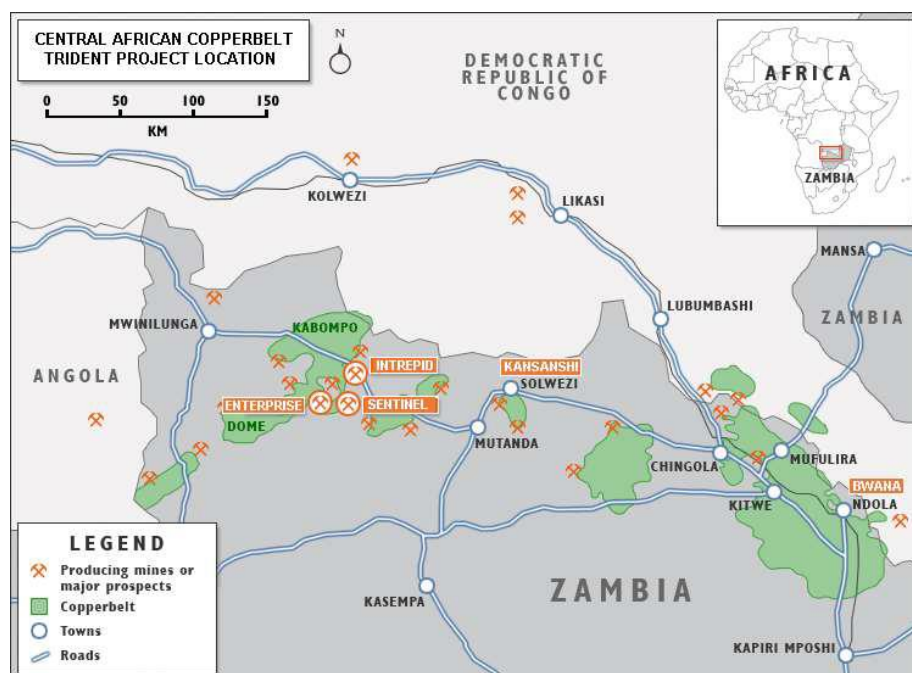 CENTRAL AFRICAN COPPERBELT
TRIDENT PROJECT LOCATION
0 50 100 150
KM
N
DEMOCRATIC
REPUBLIC OF
CONGO
AFRICA
ZAMBIA
KOLWEZI
LIKASI
MANSA
LUBUMBASHI
ZAMBIA
MWINILUNGA
KABOMPO
ANGOLA
INTREPID
KANSANSHI
SOLWEZI
ENTERPRISE
SENTINEL
DOME
MUTANDA
CHINGOLA
MUFULIRA
KITWE
BWANA
NDOLA
KASEMPA
ZAMBIA
KAPIRI MPOSHI
LEGEND
Producing mines or
major prospects
Copperbelt
Towns
Roads